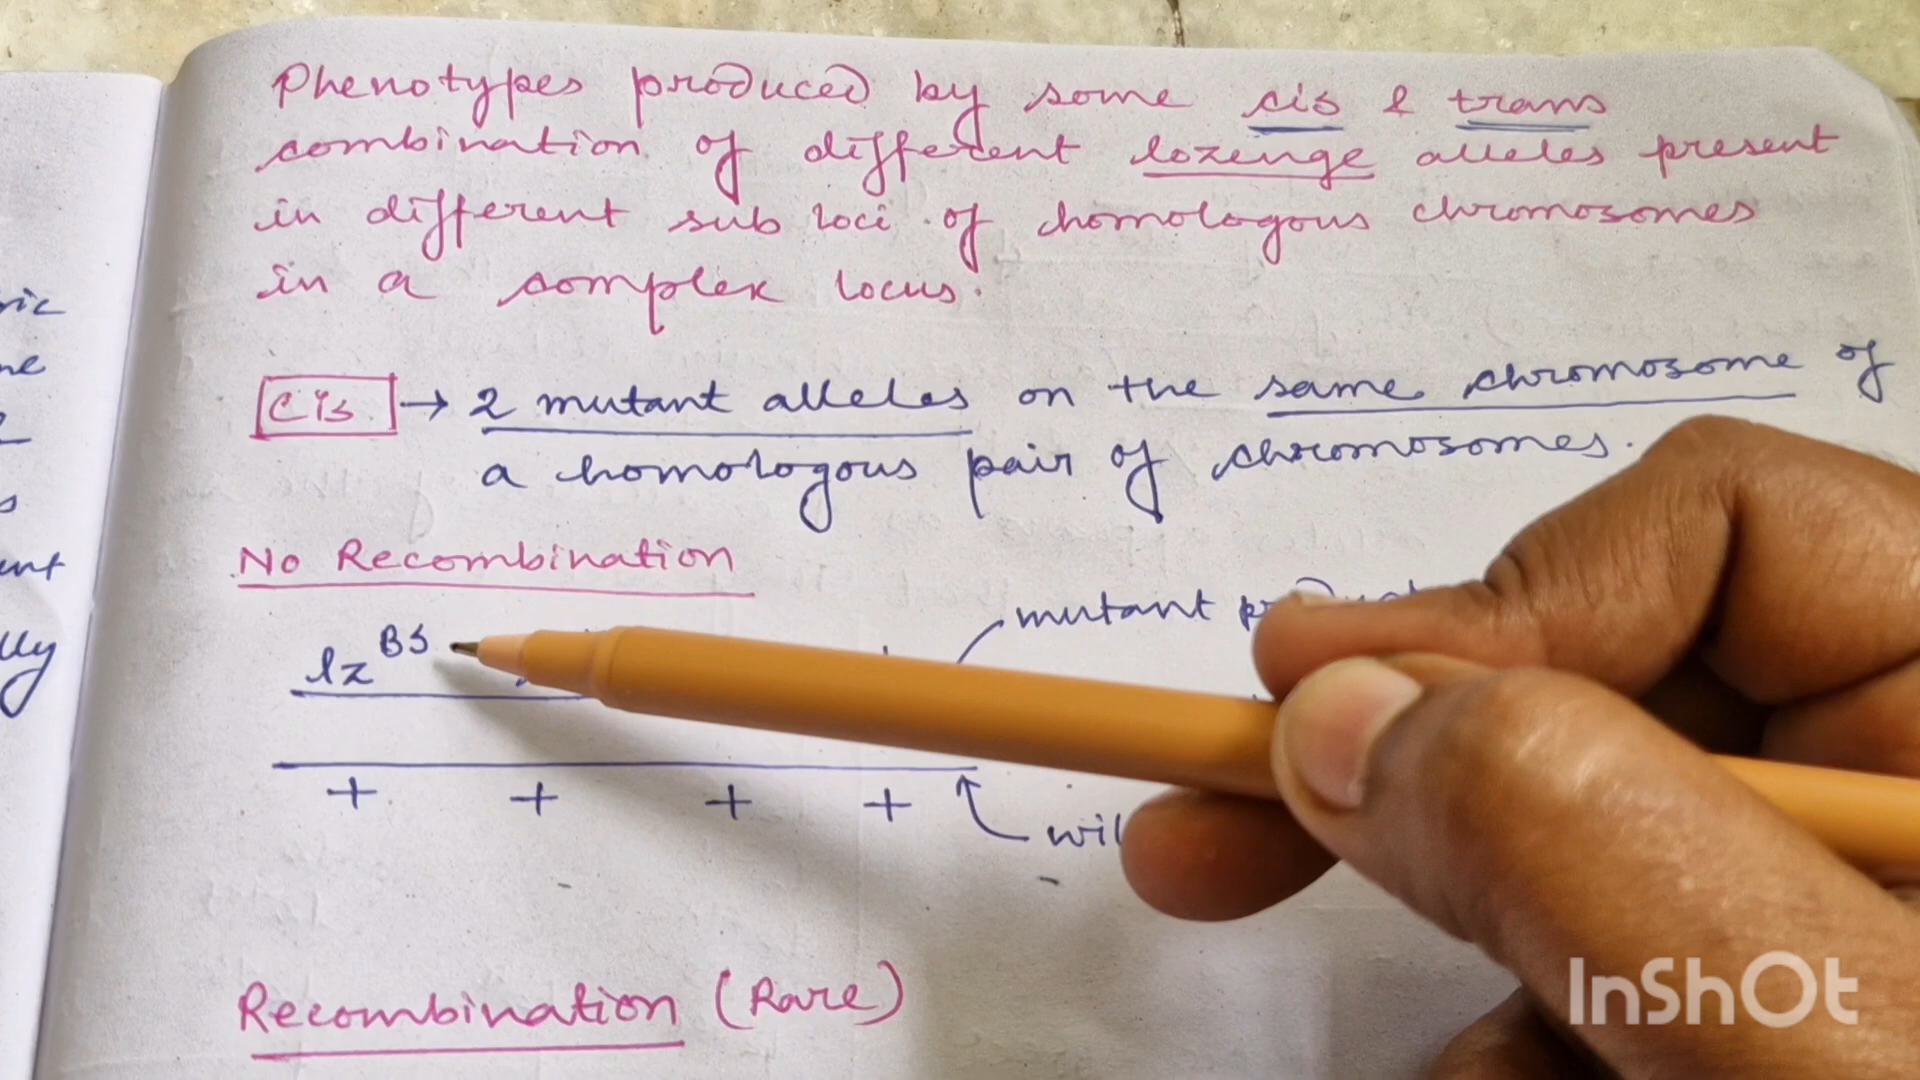 Phenotypes produced by some cis & trans
combination of different lozenge alleles present
in different sub loci of homologous chromosomes
in a complex locus.
Cis → 2 mutant alleles on the same chromosome of
a homologous pair of chromosomes.
No Recombination
mutant
lz BS
+ + + +
Recombination (Rare)
InShOt